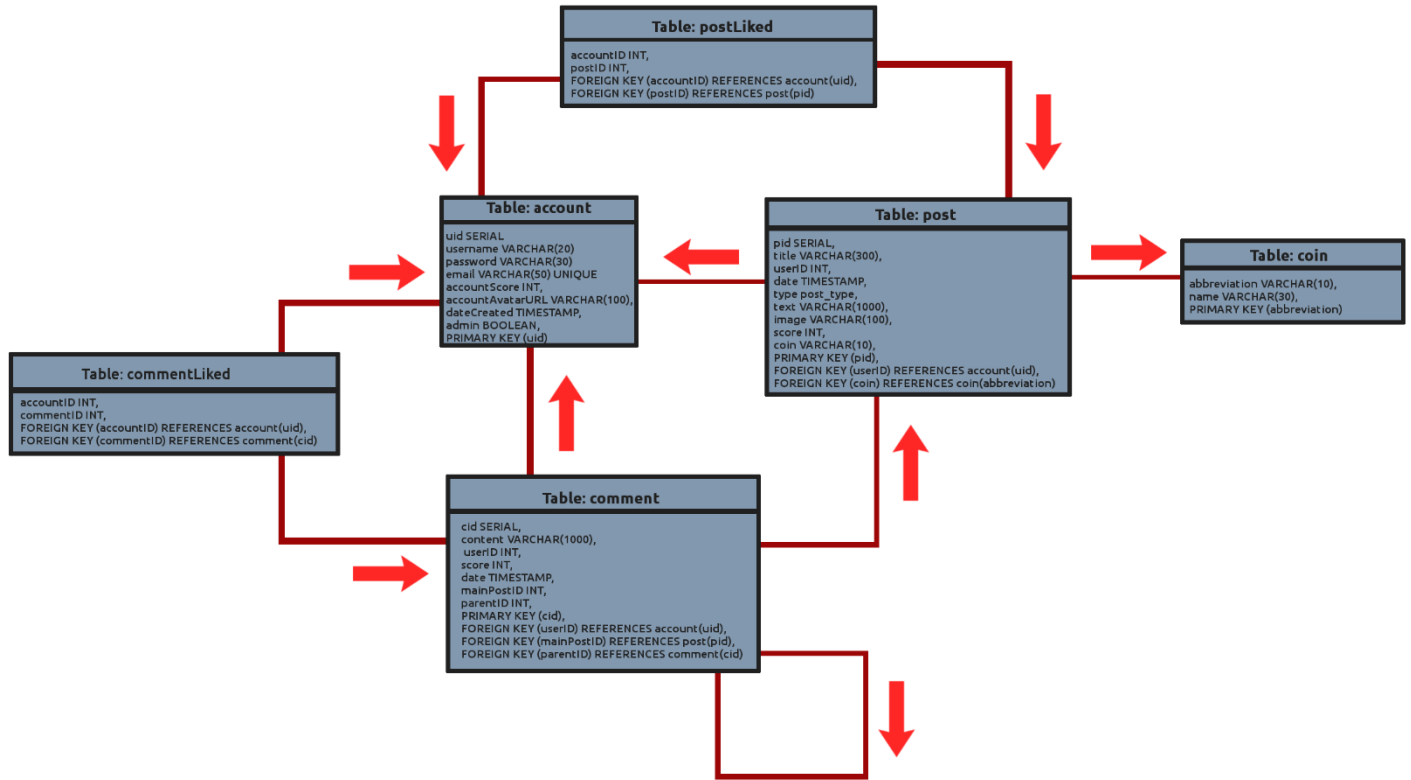 Table: postLiked
accountID INT,
postID INT,
FOREIGN KEY (accountID) REFERENCES account(uid),
FOREIGN KEY (postID) REFERENCES post(pid)
Table: account
uid SERIAL
username VARCHAR(20)
password VARCHAR(30)
email VARCHAR(50) UNIQUE
accountScore INT,
accountAvatarURL VARCHAR(100),
dateCreated TIMESTAMP,
admin BOOLEAN,
PRIMARY KEY (uid)
Table: post
pid SERIAL,
title VARCHAR(300),
userID INT,
date TIMESTAMP,
type post_type,
text VARCHAR(1000),
image VARCHAR(100),
score INT,
coin VARCHAR(10),
PRIMARY KEY (pid),
FOREIGN KEY (userID) REFERENCES account(uid),
FOREIGN KEY (coin) REFERENCES coin(abbreviation)
Table: coin
abbreviation VARCHAR(10),
name VARCHAR(30),
PRIMARY KEY (abbreviation)
Table: commentLiked
accountID INT,
commentID INT,
FOREIGN KEY (accountID) REFERENCES account(uid),
FOREIGN KEY (commentID) REFERENCES comment(cid)
Table: comment
cid SERIAL,
content VARCHAR(1000),
userID INT,
score INT,
date TIMESTAMP,
mainPostID INT,
parentID INT,
PRIMARY KEY (cid),
FOREIGN KEY (userID) REFERENCES account(uid),
FOREIGN KEY (mainPostID) REFERENCES post(pid),
FOREIGN KEY (parentID) REFERENCES comment(cid)